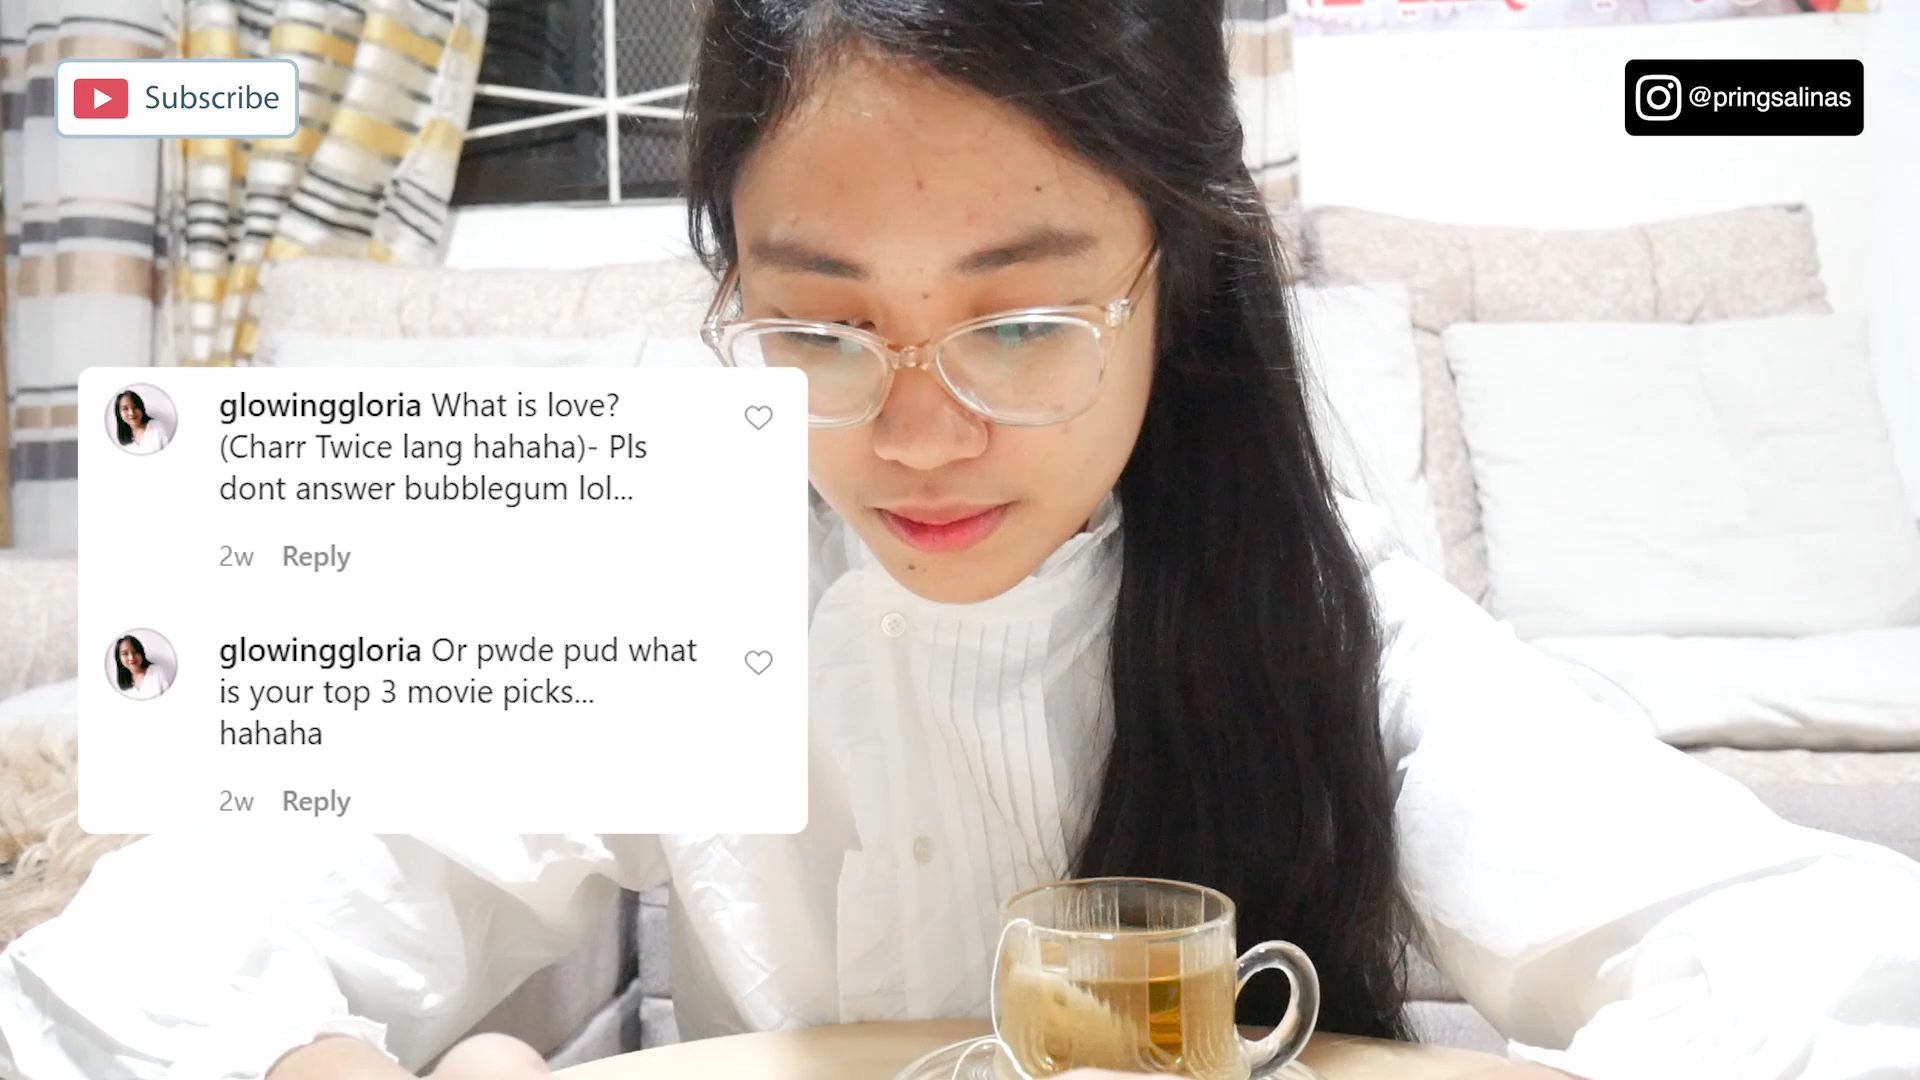 Subscribe
@pringsalinas
glowinggloria What is love?
(Charr Twice lang hahaha)- Pls
dont answer bubblegum lol...
2w Reply
glowinggloria Or pwde pud what
is your top 3 movie picks...
hahaha
2w Reply